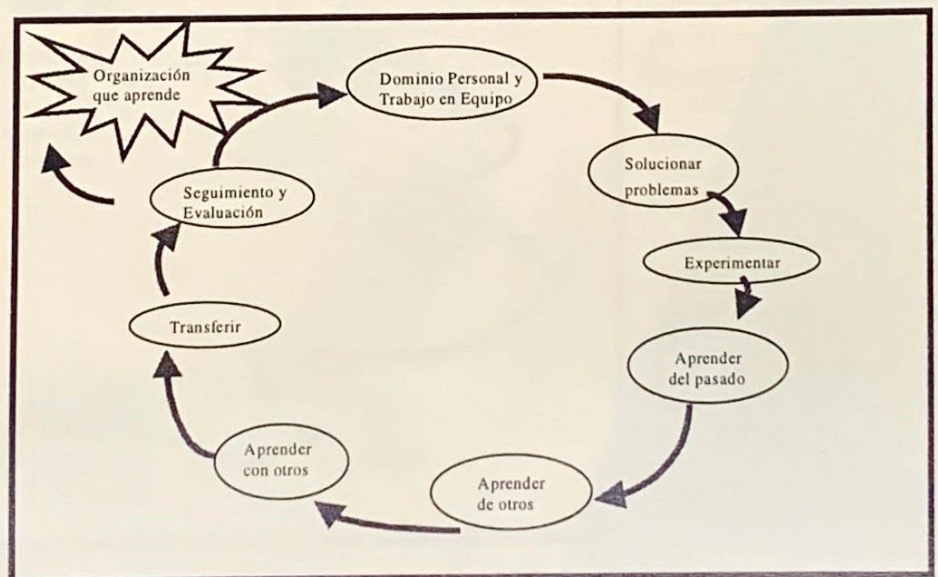 Organización
que aprende
Dominio Personal y
Trabajo en Equipo
Solucionar
problemas
Experimentar
Aprender
del pasado
Aprender
de otros
Aprender
con otros
Transferir
Seguimiento y
Evaluación